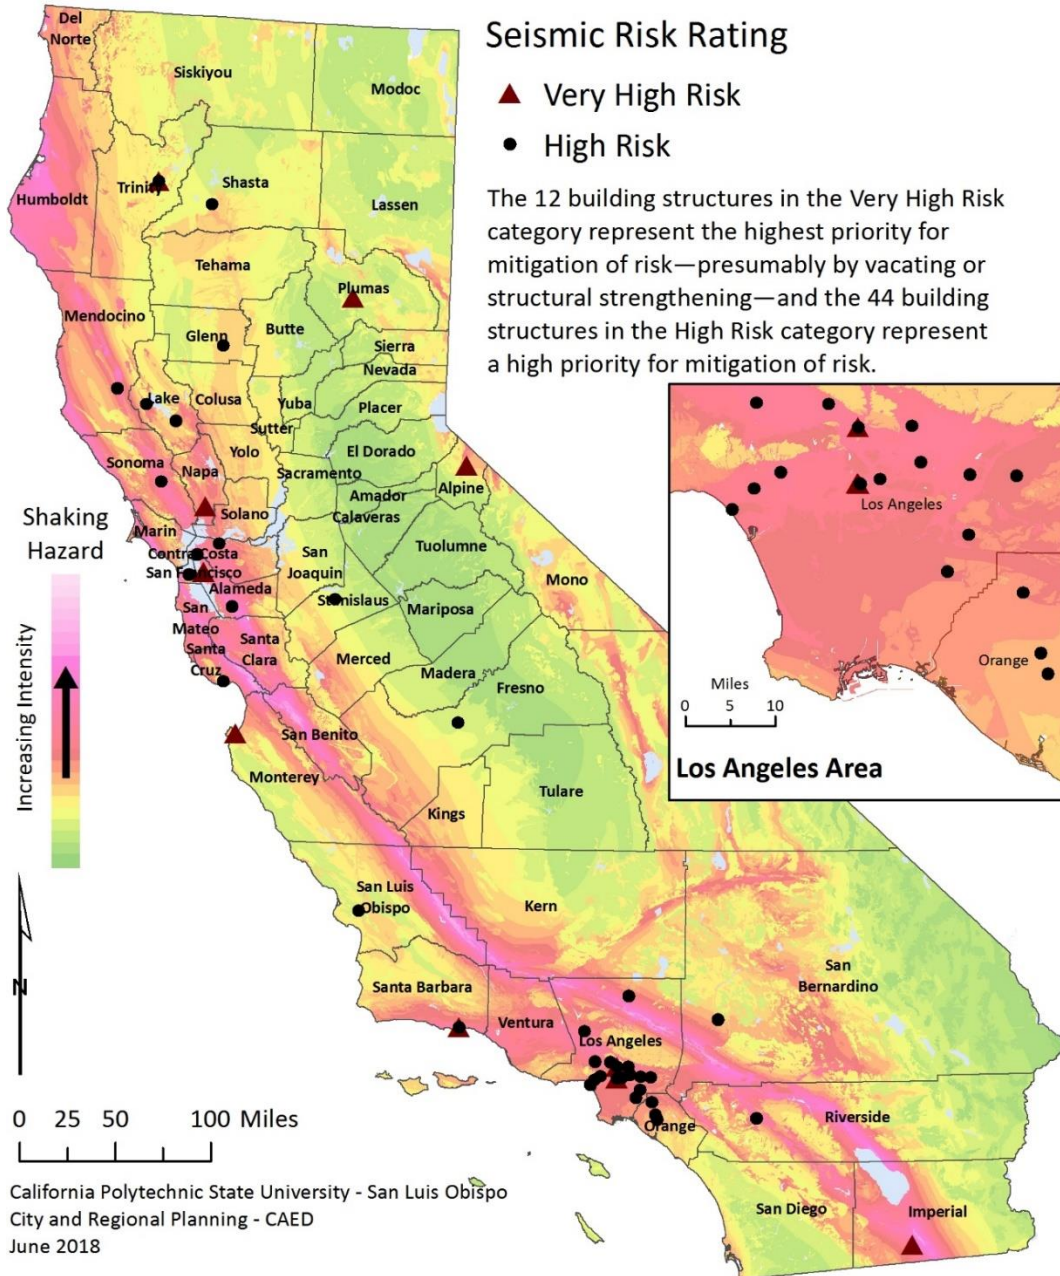 Seismic Risk Rating
Very High Risk
High Risk
The 12 building structures in the Very High Risk
category represent the highest priority for
mitigation of risk—presumably by vacating or
structural strengthening—and the 44 building
structures in the High Risk category represent
a high priority for mitigation of risk.
Del
Norte
Siskiyou
Modoc
Humboldt
Trinity
Shasta
Lassen
Tehama
Plumas
Mendocino
Glenn
Butte
Sierra
Nevada
Lake
Colusa
Yuba
Placer
Sutter
El Dorado
Sonoma
Napa
Yolo
Sacramento
Alpine
Amador
Solano
Calaveras
Marin
Tuolumne
Contra Costa
San
Joaquin
San Francisco
Alameda
Mono
Stanislaus
Mariposa
San
Mateo
Santa
Clara
Santa
Cruz
Merced
Madera
Fresno
San Benito
Monterey
Tulare
Kings
San Luis
Obispo
Kern
San
Bernardino
Santa Barbara
Ventura
Los Angeles
Orange
Riverside
San Diego
Imperial
Shaking
Hazard
Increasing Intensity
Los Angeles
Orange
Miles
0 5 10
Los Angeles Area
N
0 25 50 100 Miles
California Polytechnic State University - San Luis Obispo
City and Regional Planning - CAED
June 2018